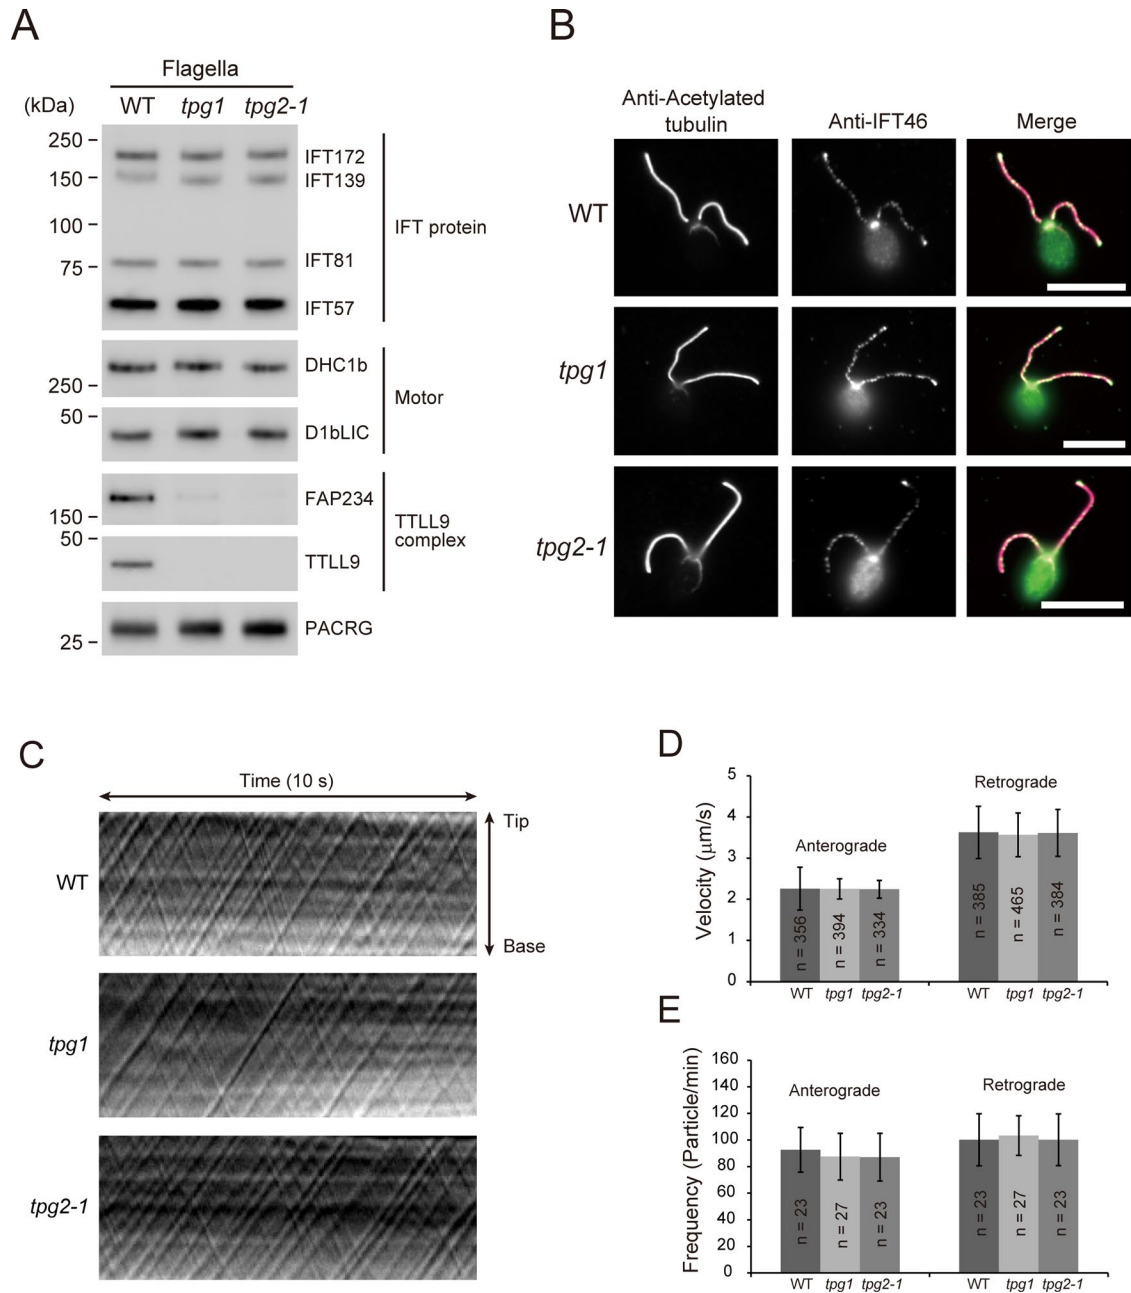 A
Flagella
(kDa) WT tpg1 tpg2-1
250
150
100
75
IFT172
IFT139
IFT81
IFT57
IFT protein
250
50
DHC1b
D1bLIC
Motor
150
50
FAP234
TTLL9
TTLL9
complex
25
PACRG
B
Anti-Acetylated
tubulin
Anti-IFT46
Merge
WT
tpg1
tpg2-1
C
Time (10 s)
WT
Tip
Base
tpg1
tpg2-1
D
Velocity (μm/s)
5
4
3
2
1
0
Anterograde
Retrograde
n = 356
n = 394
n = 334
n = 385
n = 465
n = 384
WT tpg1 tpg2-1 WT tpg1 tpg2-1
E
Frequency (Particle/min)
160
140
120
100
80
60
40
20
0
Anterograde
Retrograde
n = 23
n = 27
n = 23
n = 23
n = 27
n = 23
WT tpg1 tpg2-1 WT tpg1 tpg2-1